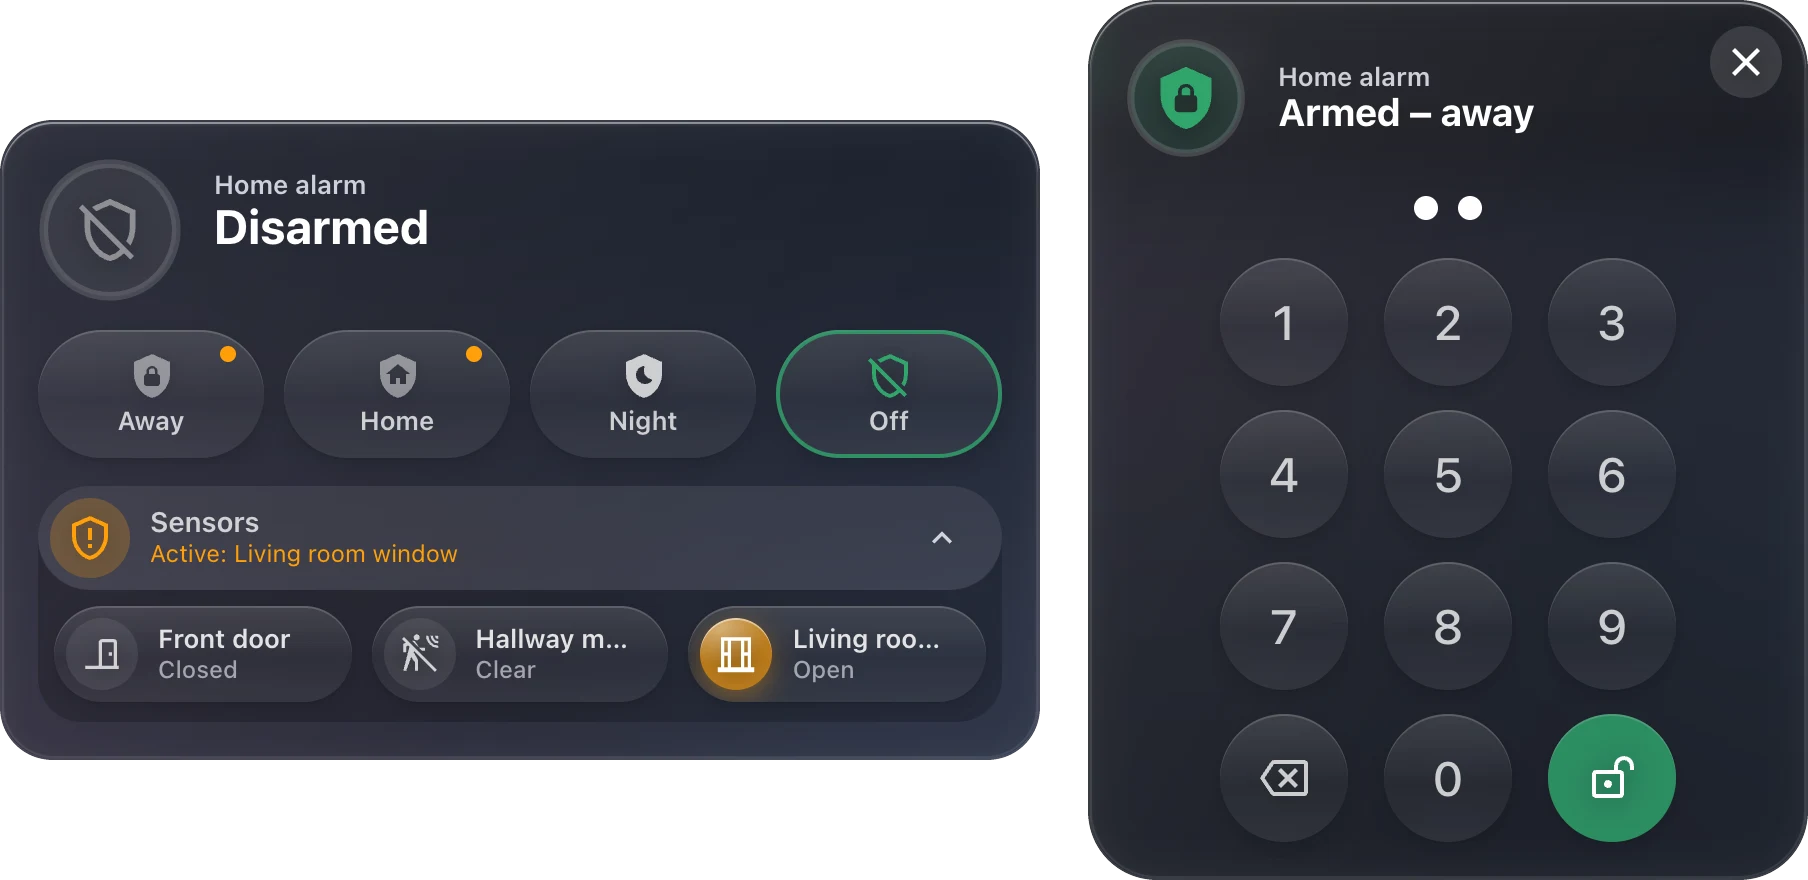 Home alarm
Disarmed
Away
Home
Night
Off
Sensors
Active: Living room window
Front door
Closed
Hallway m...
Clear
Living roo...
Open
Home alarm
Armed – away
1 2 3
4 5 6
7 8 9
0